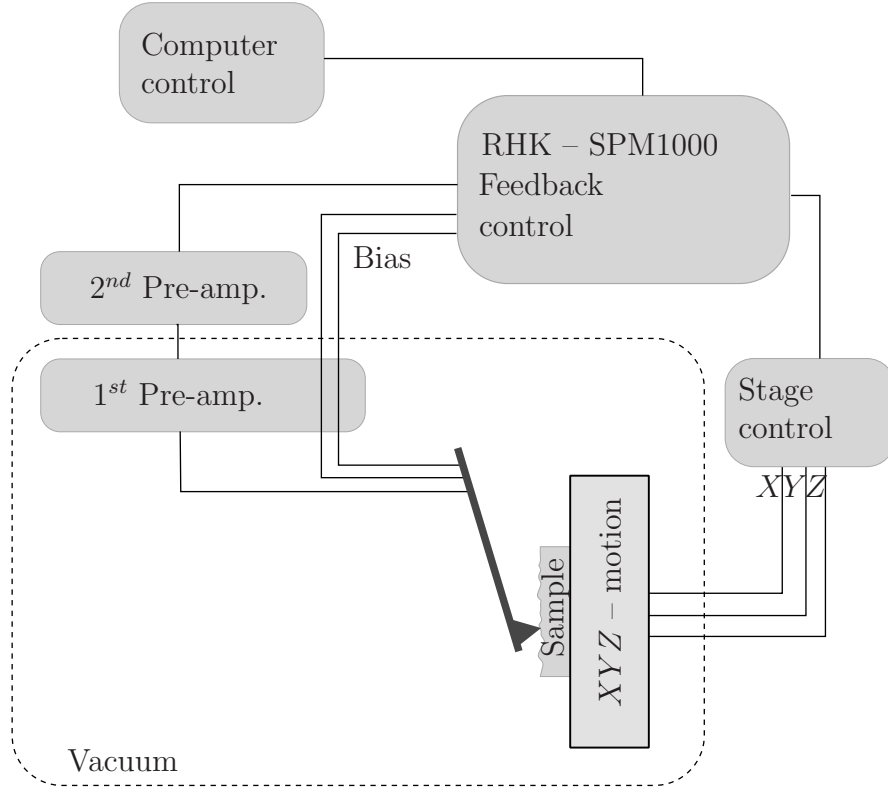 Computer
control
RHK – SPM1000
Feedback
control
Bias
2nd Pre-amp.
1st Pre-amp.
Stage
control
XYZ
Sample
XYZ – motion
Vacuum